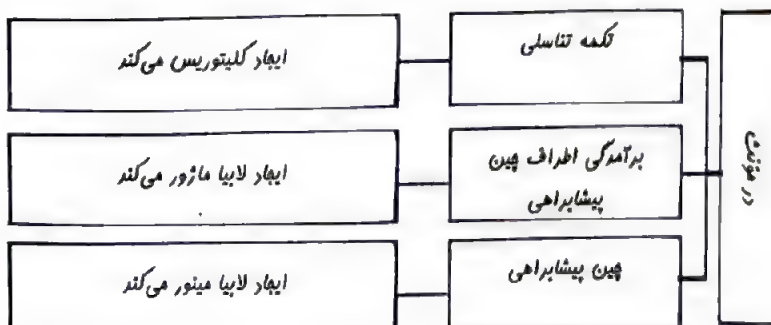 در مؤنث
تکمه تناسلی
ایجاد کلیتوریس می‌کند
برآمدگی اطراف چین
پیشابراهی
ایجاد لابیا ماژور می‌کند
چین پیشابراهی
ایجاد لابیا مینور می‌کند